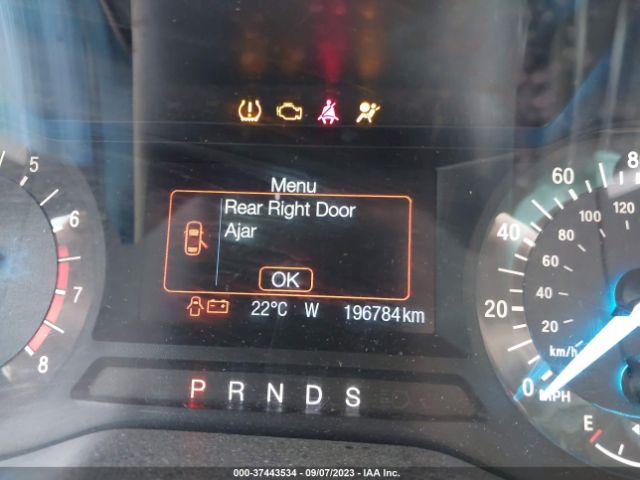 5
6
7
8
Menu
Rear Right Door
Ajar
OK
22°C W 196784km
P R N D S
0 20 40 60 80
20 40 60 80 100 120
km/h
MPH
E
000-37443534 - 09/07/2023 - IAA Inc.